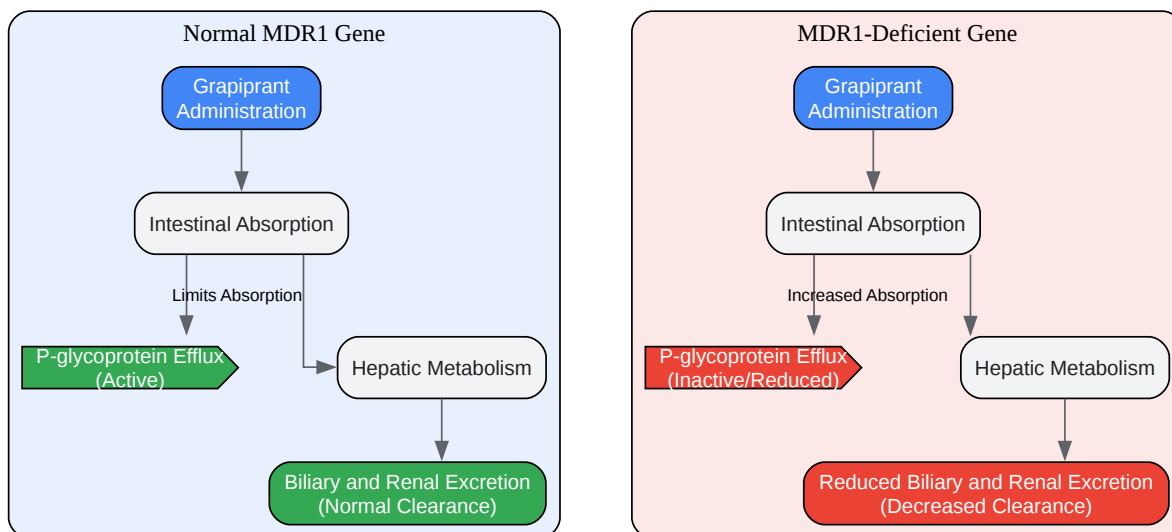 Normal MDR1 Gene
Grapiprant
Administration
Intestinal Absorption
Limits Absorption
P-glycoprotein Efflux
(Active)
Hepatic Metabolism
Biliary and Renal Excretion
(Normal Clearance)
MDR1-Deficient Gene
Grapiprant
Administration
Intestinal Absorption
Increased Absorption
P-glycoprotein Efflux
(Inactive/Reduced)
Hepatic Metabolism
Reduced Biliary and Renal Excretion
(Decreased Clearance)